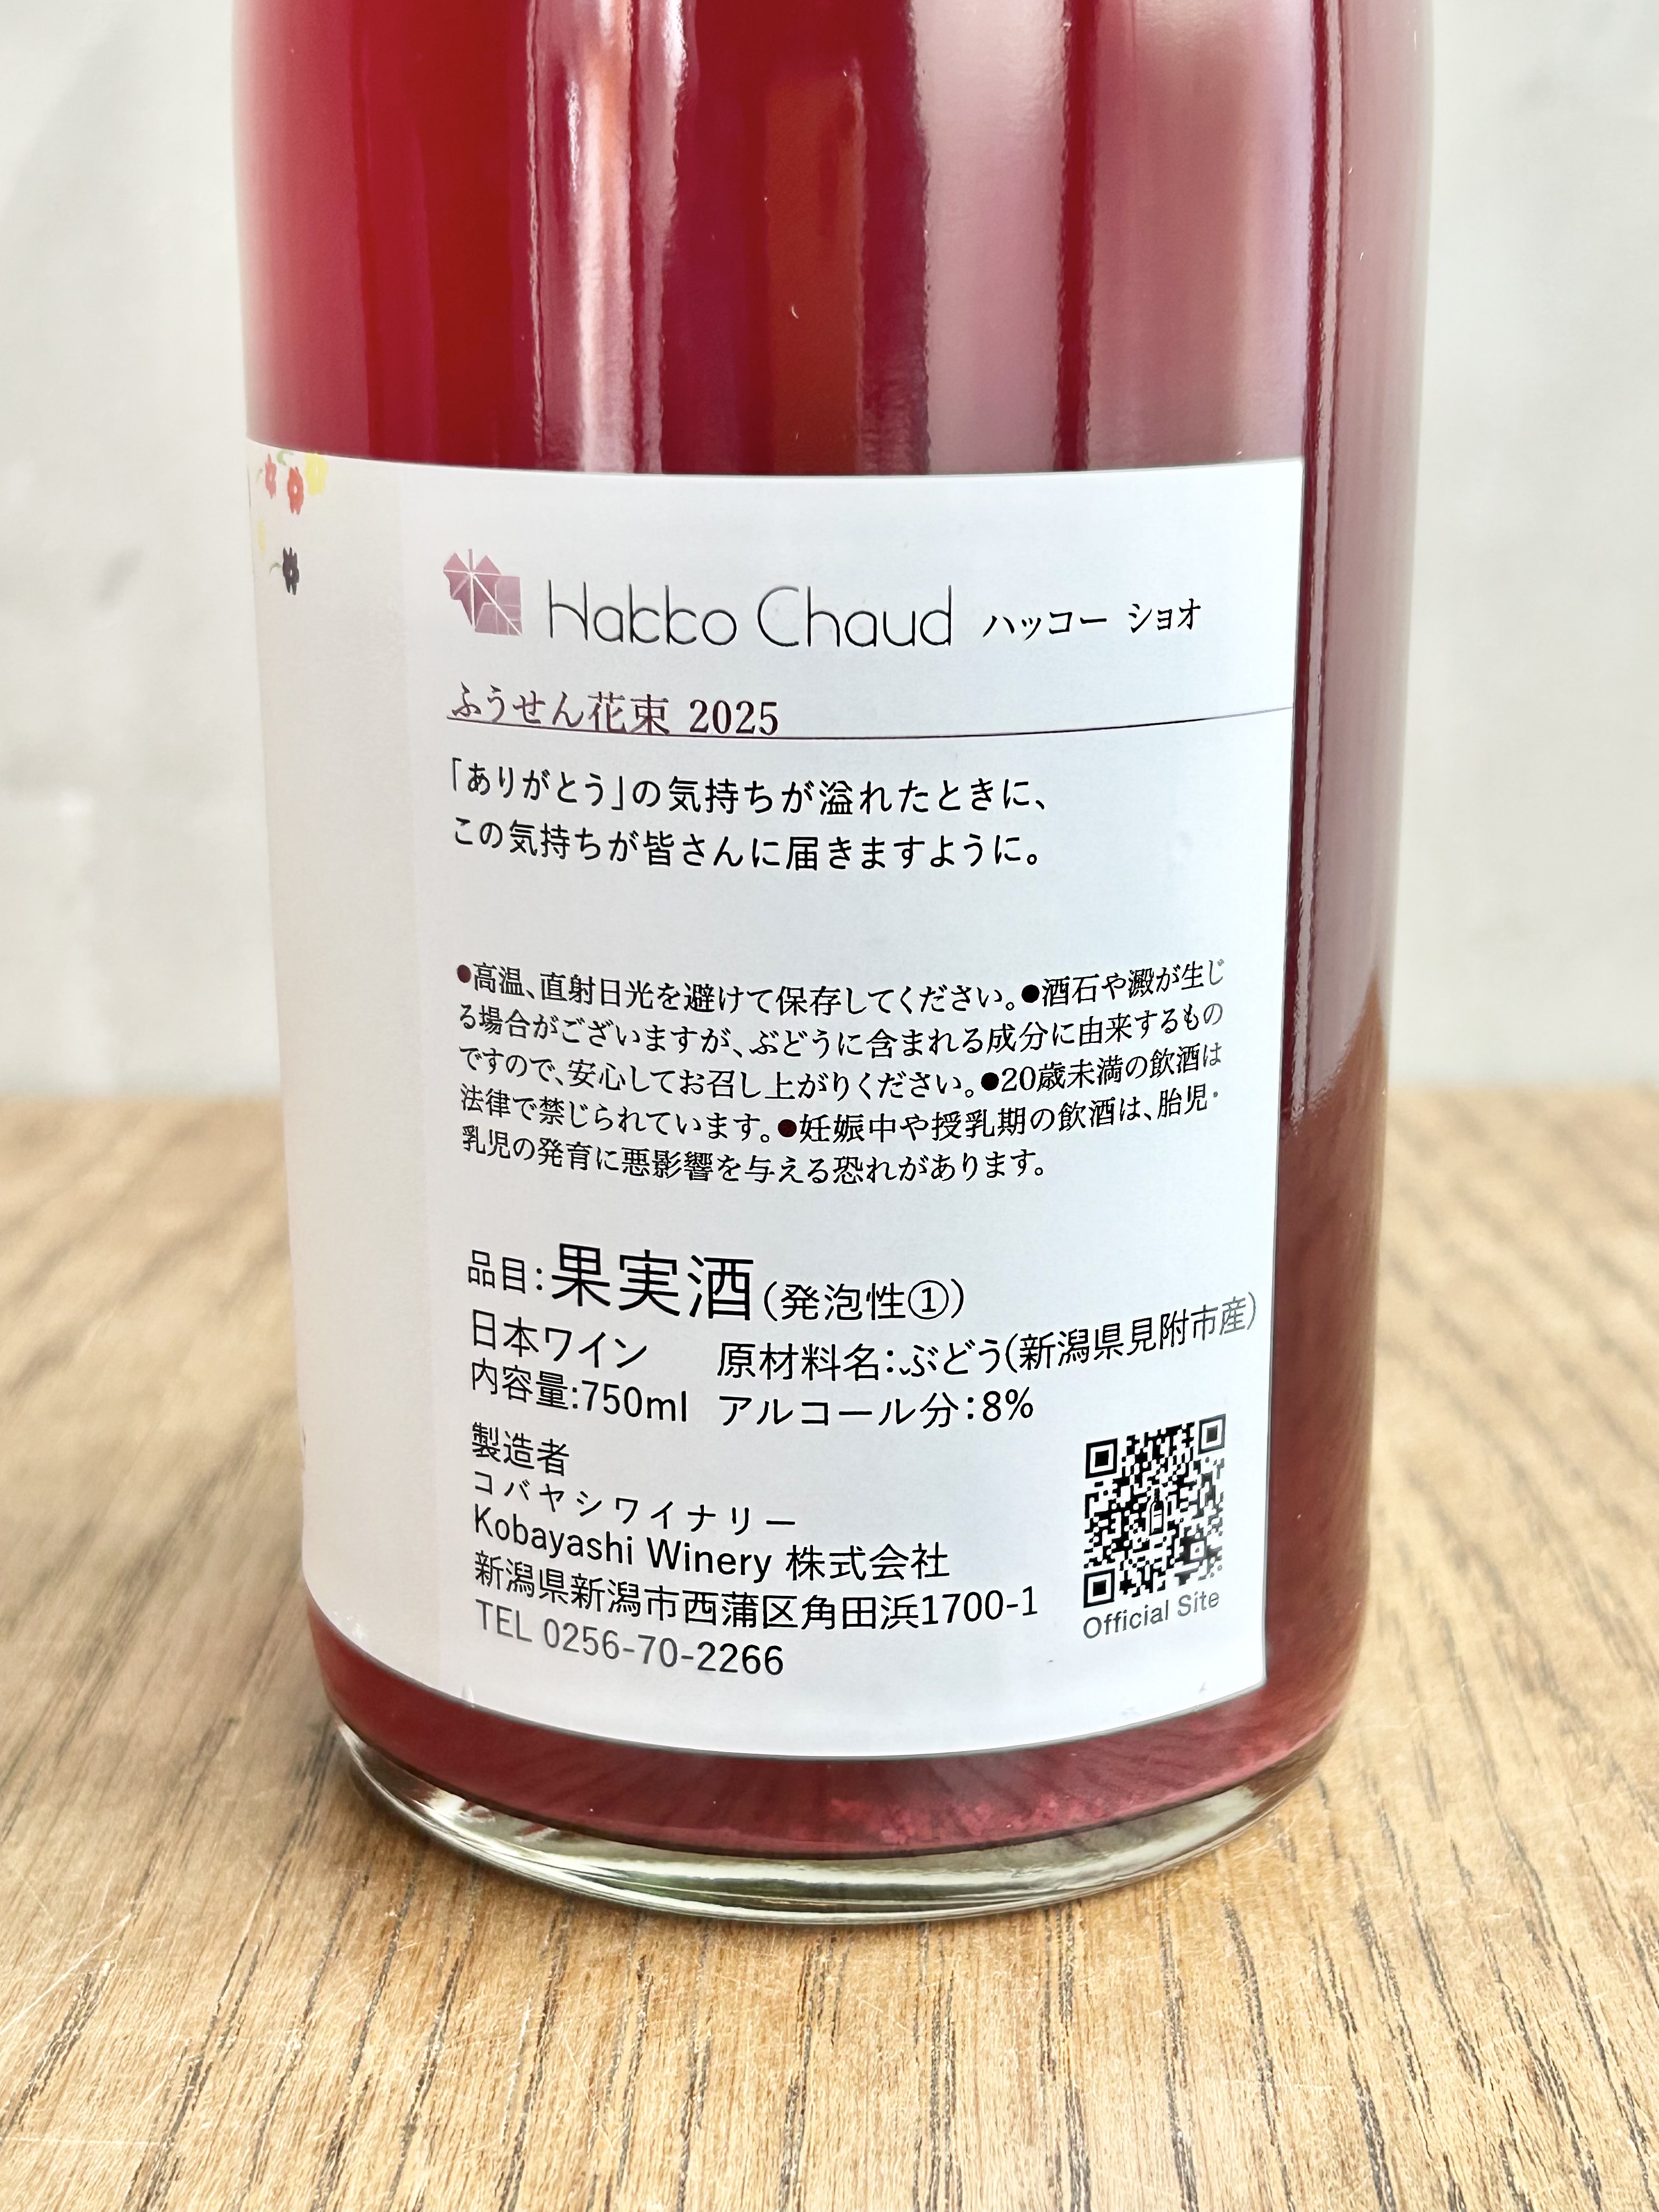 Hakko Chaud ハッコー ショオ
ふうせん花束 2025
「ありがとう」の気持ちが溢れたときに、
この気持ちが皆さんに届きますように。
●高温、直射日光を避けて保存してください。●酒石や澱が生じ
る場合がございますが、ぶどうに含まれる成分に由来するもの
ですので、安心してお召し上がりください。●20歳未満の飲酒は
法律で禁じられています。●妊娠中や授乳期の飲酒は、胎児・
乳児の発育に悪影響を与える恐れがあります。
品目:果実酒(発泡性①)
日本ワイン 原材料名:ぶどう(新潟県見附市産)
内容量:750ml アルコール分:8%
製造者
コバヤシワイナリー
Kobayashi Winery 株式会社
新潟県新潟市西蒲区角田浜1700-1
TEL 0256-70-2266
Official Site